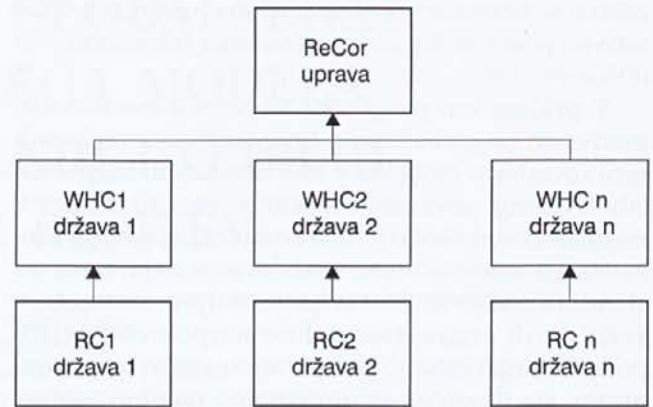 ReCor
uprava
WHC1
država 1
WHC2
država 2
WHC n
država n
RC1
država 1
RC2
država 2
RC n
država n